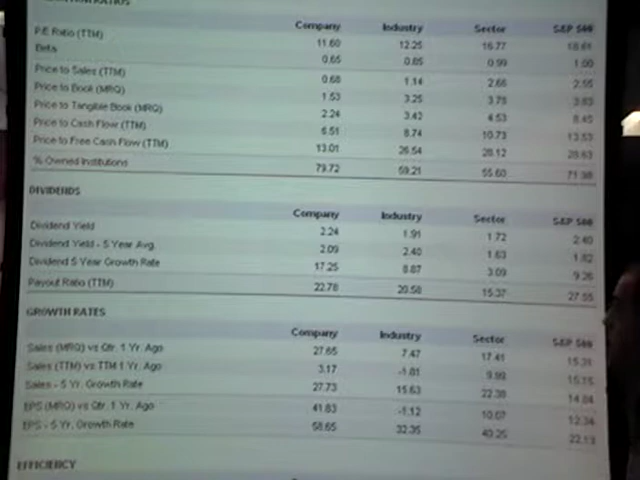 RATIOS
Company Industry Sector S&P 500
P/E Ratio (TTM) 11.60 12.25 16.77 18.61
Beta 0.65 0.85 0.99 1.00
Price to Sales (TTM) 0.68 1.14 2.66 2.55
Price to Book (MRQ) 1.53 3.25 3.78 3.83
Price to Tangible Book (MRQ) 2.24 3.42 4.53 8.45
Price to Cash Flow (TTM) 6.51 8.74 10.73 13.53
Price to Free Cash Flow (TTM) 13.01 26.54 28.12 28.63
% Owned Institutions 79.72 59.21 55.60 71.98
DIVIDENDS
Company Industry Sector S&P 500
Dividend Yield 2.24 1.91 1.72 2.40
Dividend Yield - 5 Year Avg. 2.09 2.40 1.63 1.82
Dividend 5 Year Growth Rate 17.25 8.87 3.09 9.26
Payout Ratio (TTM) 22.78 20.58 15.37 27.55
GROWTH RATES
Company Industry Sector S&P 500
Sales (MRQ) vs Qtr. 1 Yr. Ago 27.65 7.47 17.41 15.31
Sales (TTM) vs TTM 1 Yr. Ago 3.17 -1.81 9.99 15.15
Sales - 5 Yr. Growth Rate 27.73 15.63 22.38 14.84
EPS (MRQ) vs Qtr. 1 Yr. Ago 41.83 -1.12 10.67 12.34
EPS - 5 Yr. Growth Rate 58.65 32.35 40.25 22.13
EFFICIENCY